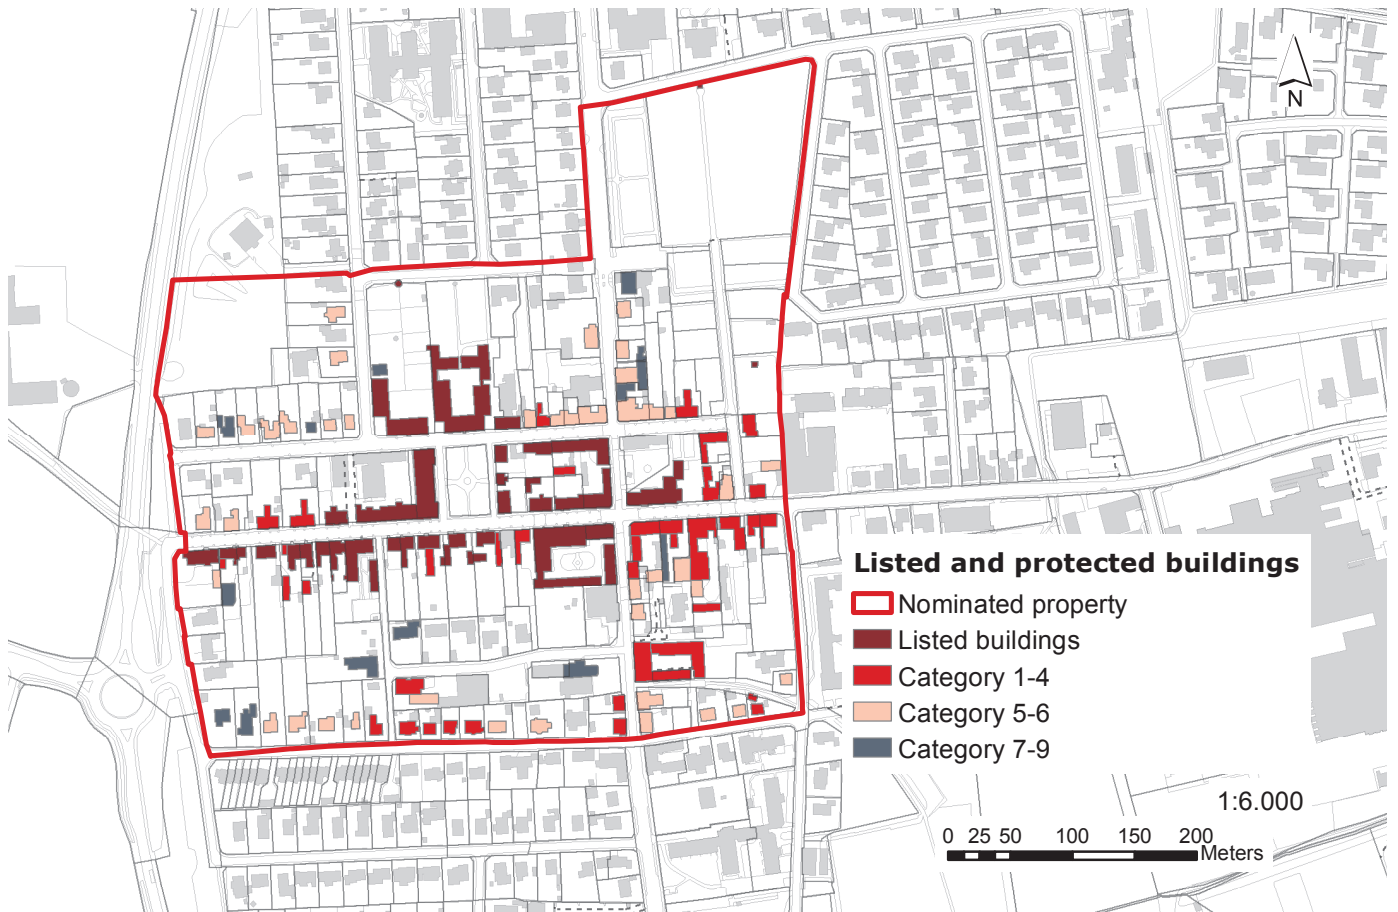 N
Listed and protected buildings
Nominated property
Listed buildings
Category 1-4
Category 5-6
Category 7-9
1:6.000
0 25 50 100 150 200
Meters